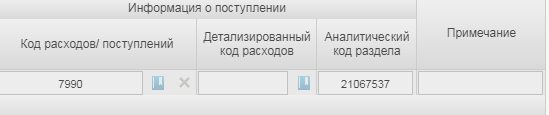 Информация о поступлении
Код расходов/ поступлений
Детализированный
код расходов
Аналитический
код раздела
Примечание
7990
21067537